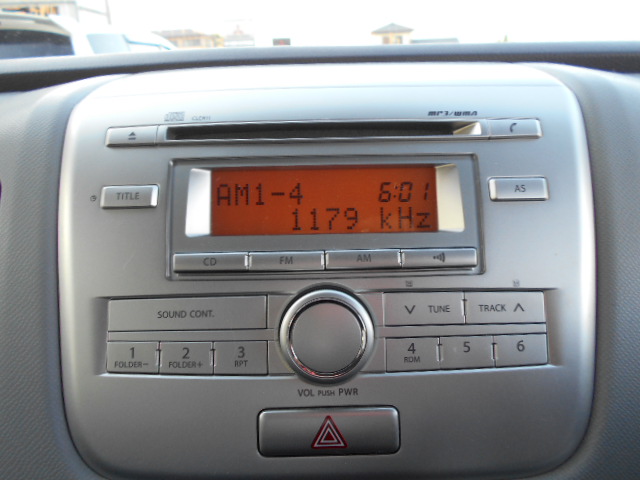 MP3/WMA
TITLE
AM1-4 6:01
1179 kHz
AS
CD FM AM
SOUND CONT.
∨ TUNE TRACK ∧
1 2 3 4 5 6
FOLDER− FOLDER+ RPT RDM
VOL PUSH PWR